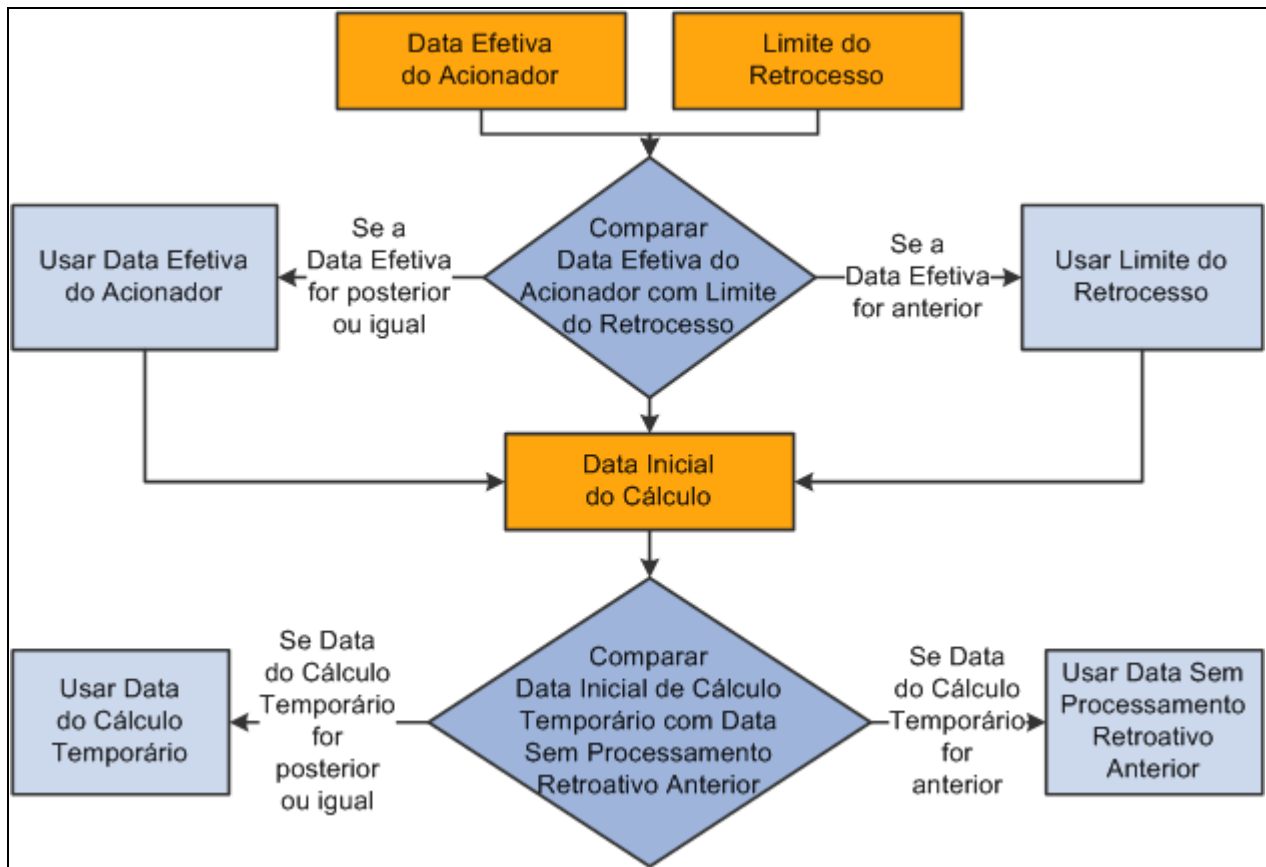 Data Efetiva
do Acionador
Limite do
Retrocesso
Usar Data Efetiva
do Acionador
Se a
Data Efetiva
for posterior
ou igual
Comparar
Data Efetiva do
Acionador com Limite
do Retrocesso
Se a
Data Efetiva
for anterior
Usar Limite do
Retrocesso
Data Inicial
do Cálculo
Usar Data
do Cálculo
Temporário
Se Data
do Cálculo
Temporário
for
posterior
ou igual
Comparar
Data Inicial de Cálculo
Temporário com Data
Sem Processamento
Retroativo Anterior
Se Data
do Cálculo
Temporário
for
anterior
Usar Data Sem
Processamento
Retroativo
Anterior